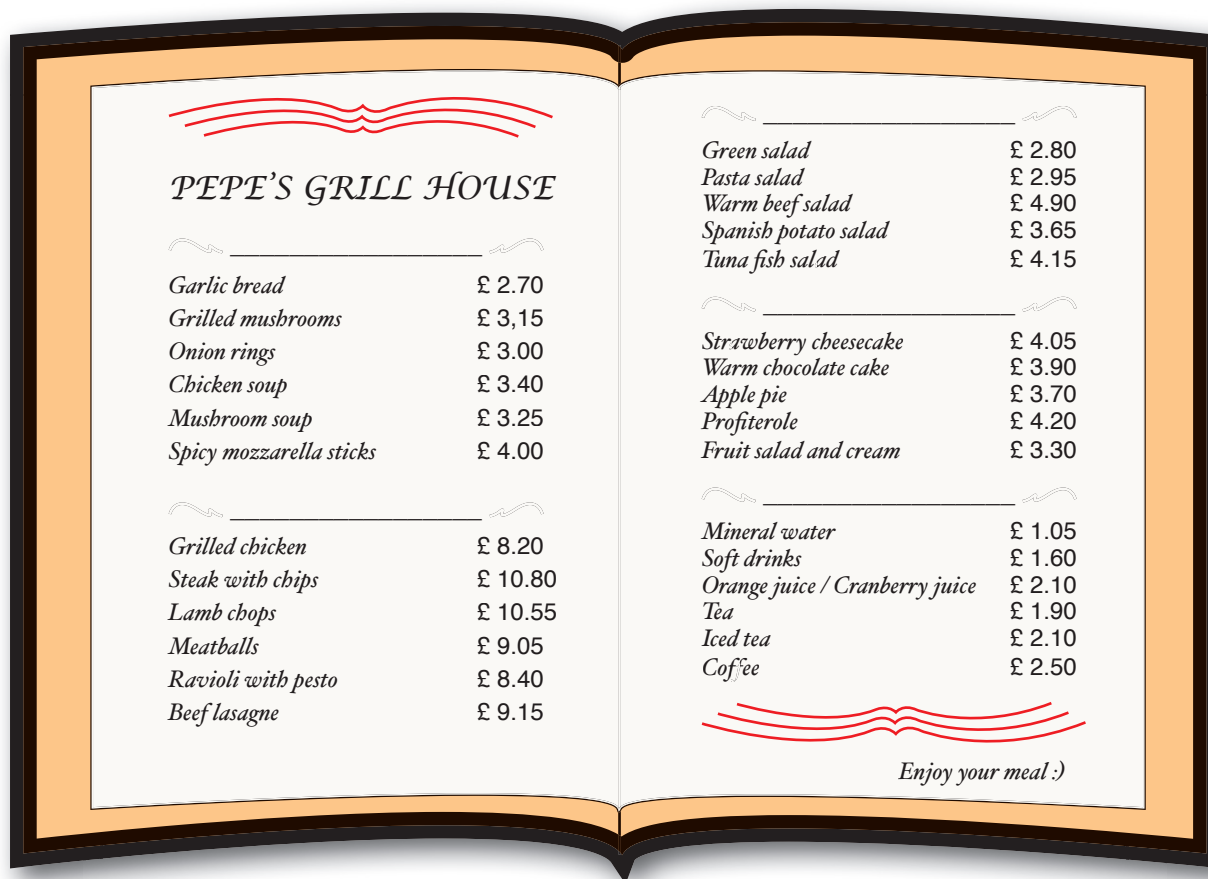 PEPE'S GRILL HOUSE
Garlic bread £ 2.70
Grilled mushrooms £ 3,15
Onion rings £ 3.00
Chicken soup £ 3.40
Mushroom soup £ 3.25
Spicy mozzarella sticks £ 4.00
Grilled chicken £ 8.20
Steak with chips £ 10.80
Lamb chops £ 10.55
Meatballs £ 9.05
Ravioli with pesto £ 8.40
Beef lasagne £ 9.15
Green salad £ 2.80
Pasta salad £ 2.95
Warm beef salad £ 4.90
Spanish potato salad £ 3.65
Tuna fish salad £ 4.15
Strawberry cheesecake £ 4.05
Warm chocolate cake £ 3.90
Apple pie £ 3.70
Profiterole £ 4.20
Fruit salad and cream £ 3.30
Mineral water £ 1.05
Soft drinks £ 1.60
Orange juice / Cranberry juice £ 2.10
Tea £ 1.90
Iced tea £ 2.10
Coffee £ 2.50
Enjoy your meal :)